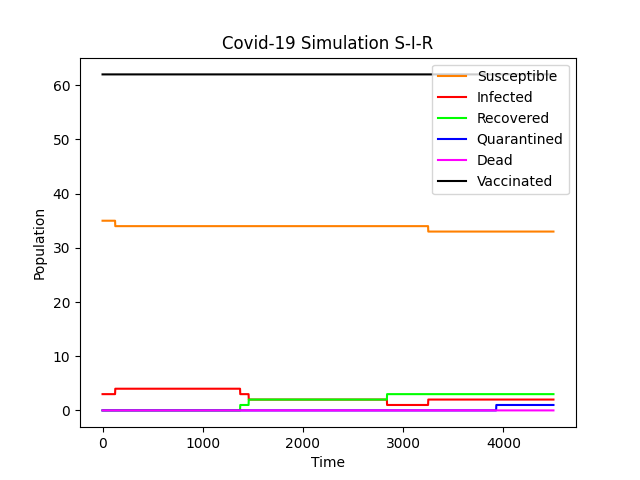 Covid-19 Simulation S-I-R
Population
60
50
40
30
20
10
0
Susceptible
Infected
Recovered
Quarantined
Dead
Vaccinated
0 1000 2000 3000 4000
Time